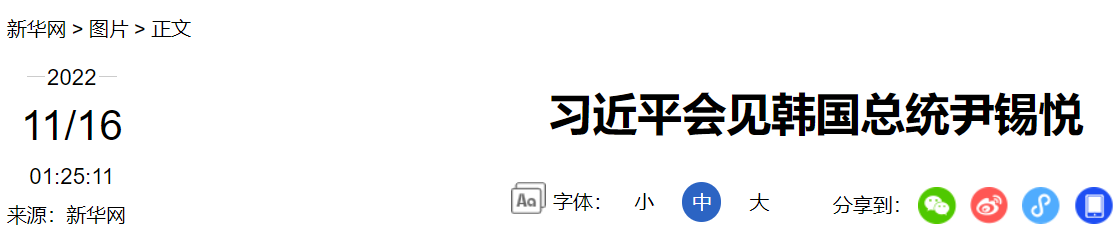 新华网 > 图片 > 正文
2022
11/16
01:25:11
来源：新华网
习近平会见韩国总统尹锡悦
Aa 字体： 小 中 大 分享到：